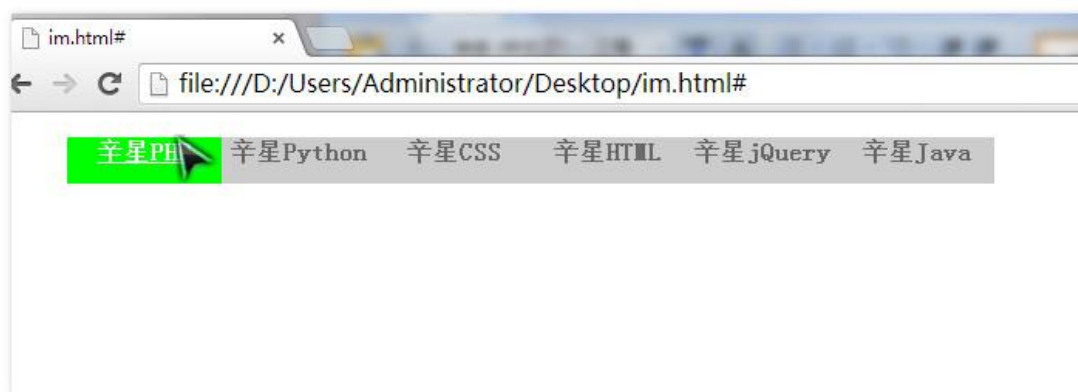 im.html#
file:///D:/Users/Administrator/Desktop/im.html#
辛星PH 辛星Python 辛星CSS 辛星HTML 辛星jQuery 辛星Java